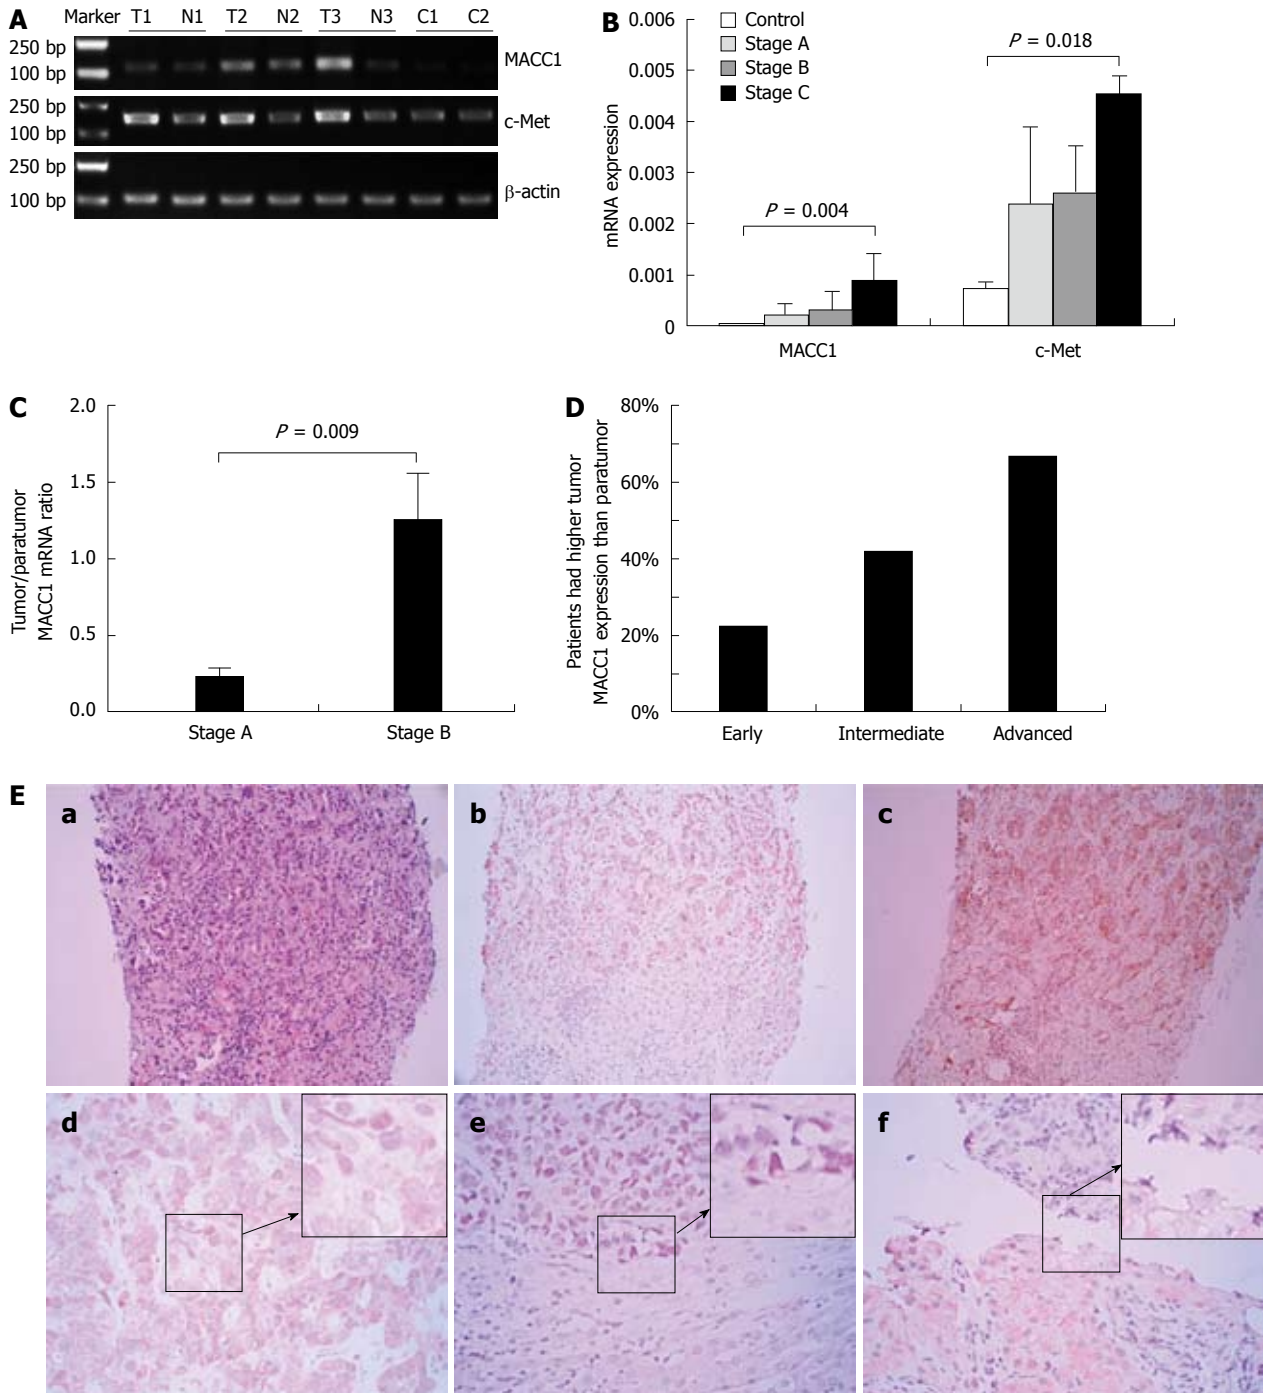 A
Marker T1 N1 T2 N2 T3 N3 C1 C2
250 bp
100 bp
MACC1
250 bp
100 bp
c-Met
250 bp
100 bp
β-actin
B
mRNA expression
0.006
0.005
0.004
0.003
0.002
0.001
0
Control
Stage A
Stage B
Stage C
P = 0.004
P = 0.018
MACC1
c-Met
C
Tumor/paratumor
MACC1 mRNA ratio
2.0
1.5
1.0
0.5
0.0
P = 0.009
Stage A
Stage B
D
Patients had higher tumor
MACC1 expression than paratumor
80%
60%
40%
20%
0%
Early
Intermediate
Advanced
E
a
b
c
d
e
f